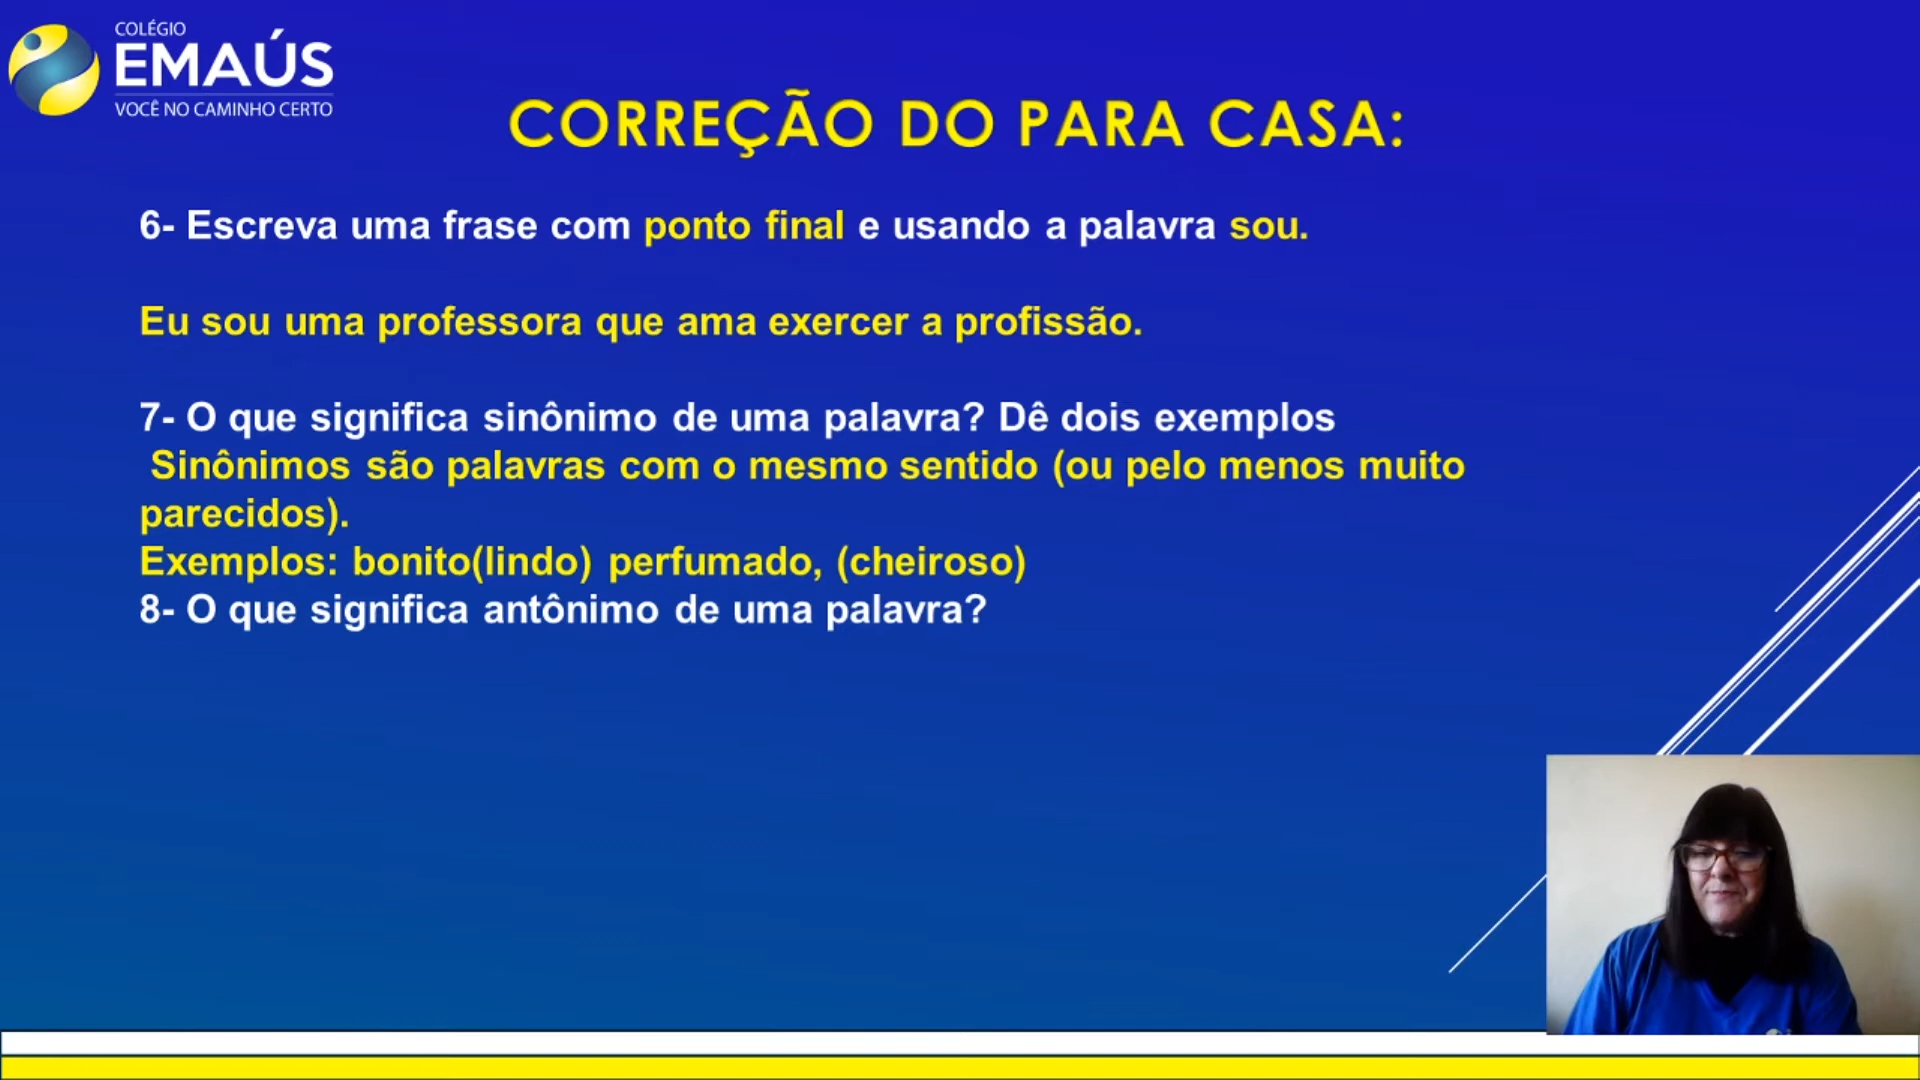 COLÉGIO
EMAÚS
VOCÊ NO CAMINHO CERTO
CORREÇÃO DO PARA CASA:
6- Escreva uma frase com ponto final e usando a palavra sou.
Eu sou uma professora que ama exercer a profissão.
7- O que significa sinônimo de uma palavra? Dê dois exemplos
Sinônimos são palavras com o mesmo sentido (ou pelo menos muito
parecidos).
Exemplos: bonito(lindo) perfumado, (cheiroso)
8- O que significa antônimo de uma palavra?